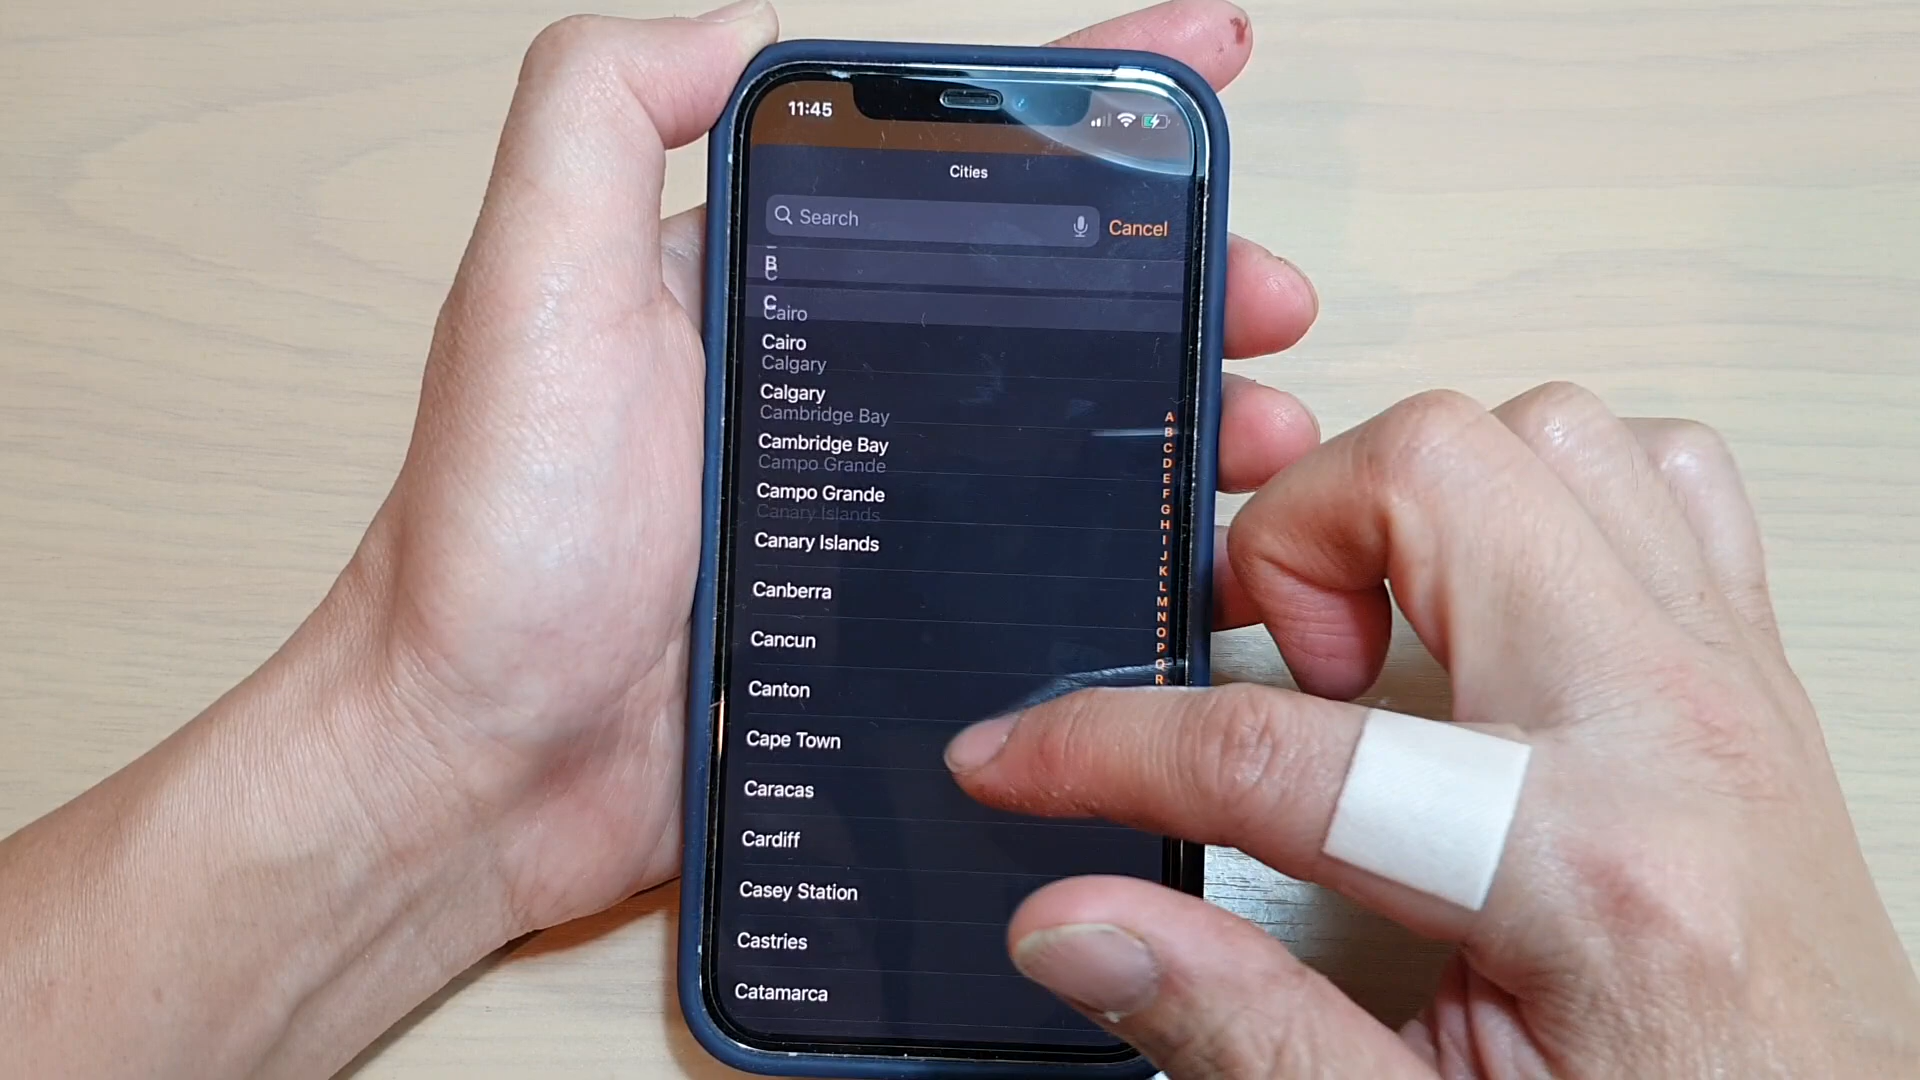 11:45
Cities
Search
Cancel
B
C
C
Cairo
Cairo
Calgary
Calgary
Cambridge Bay
Cambridge Bay
Campo Grande
Campo Grande
Canary Islands
Canary Islands
Canberra
Cancun
Canton
Cape Town
Caracas
Cardiff
Casey Station
Castries
Catamarca
A
B
C
D
E
F
G
H
I
J
K
L
M
N
O
P
Q
R